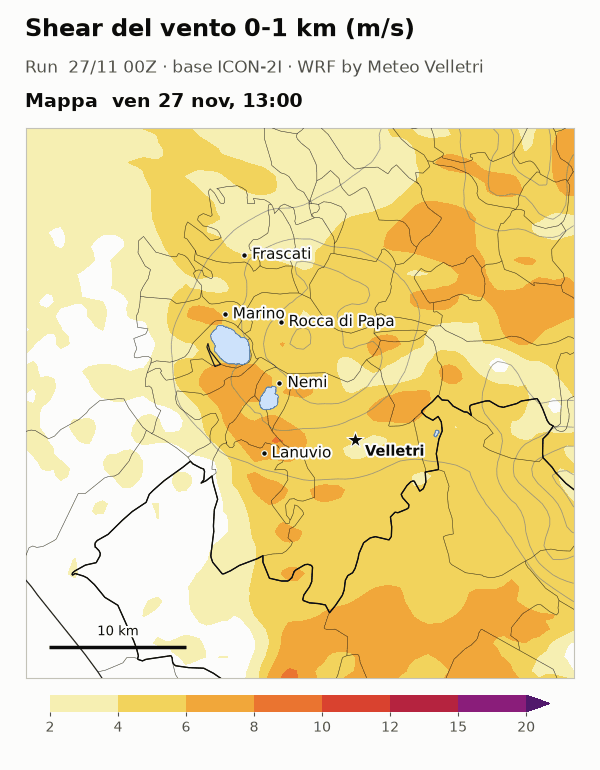 Shear del vento 0-1 km (m/s)
Run  27/11 00Z · base ICON-2I · WRF by Meteo Velletri
Mappa  ven 27 nov, 13:00
Frascati
Marino
Rocca di Papa
Nemi
Velletri
Lanuvio
10 km
2 4 6 8 10 12 15 20